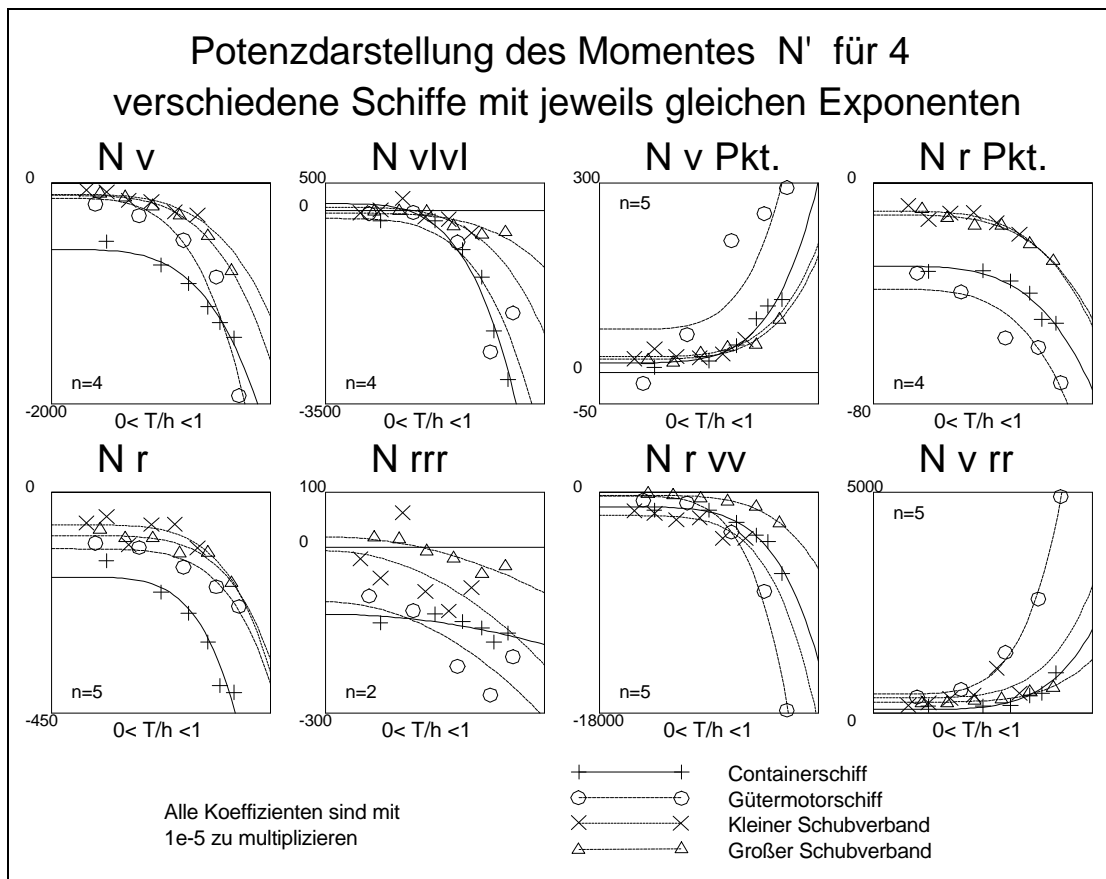 Potenzdarstellung des Momentes N' für 4
verschiedene Schiffe mit jeweils gleichen Exponenten
N v
N vlvl
N v Pkt.
N r Pkt.
0
n=4
-2000
0< T/h <1
500
0
n=4
-3500
0< T/h <1
300
n=5
0
-50
0< T/h <1
0
n=4
-80
0< T/h <1
N r
N rrr
N r vv
N v rr
0
n=5
-450
0< T/h <1
100
0
n=2
-300
0< T/h <1
0
n=5
-18000
0< T/h <1
5000
n=5
0
0< T/h <1
Alle Koeffizienten sind mit
1e-5 zu multiplizieren
Containerschiff
Gütermotorschiff
Kleiner Schubverband
Großer Schubverband